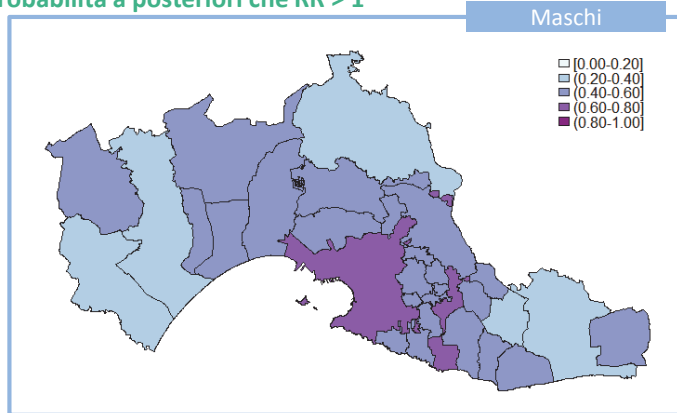 robabilità a posteriori che RR > 1
Maschi
[0.00-0.20]
(0.20-0.40]
(0.40-0.60]
(0.60-0.80]
(0.80-1.00]